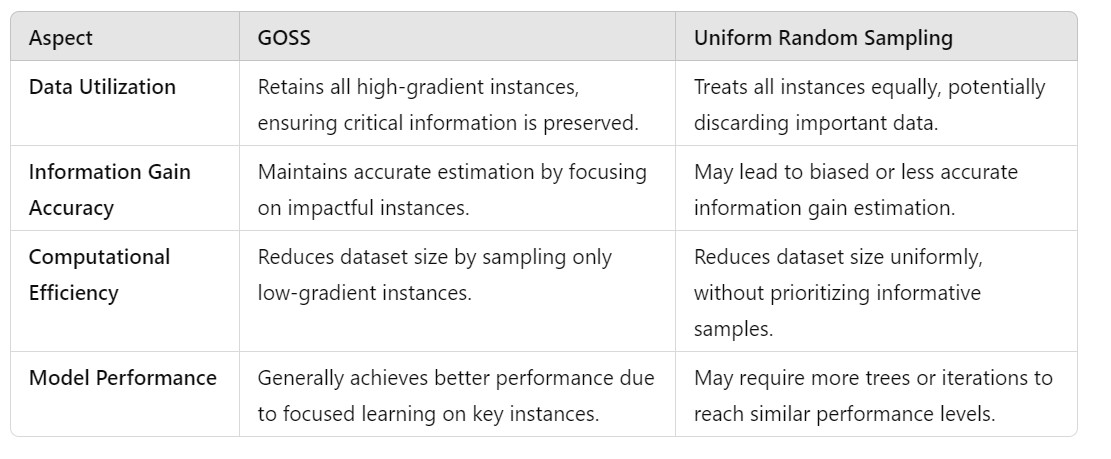 Aspect
GOSS
Uniform Random Sampling
Data Utilization
Retains all high-gradient instances,
ensuring critical information is preserved.
Treats all instances equally, potentially
discarding important data.
Information Gain
Accuracy
Maintains accurate estimation by focusing
on impactful instances.
May lead to biased or less accurate
information gain estimation.
Computational
Efficiency
Reduces dataset size by sampling only
low-gradient instances.
Reduces dataset size uniformly,
without prioritizing informative
samples.
Model Performance
Generally achieves better performance due
to focused learning on key instances.
May require more trees or iterations to
reach similar performance levels.